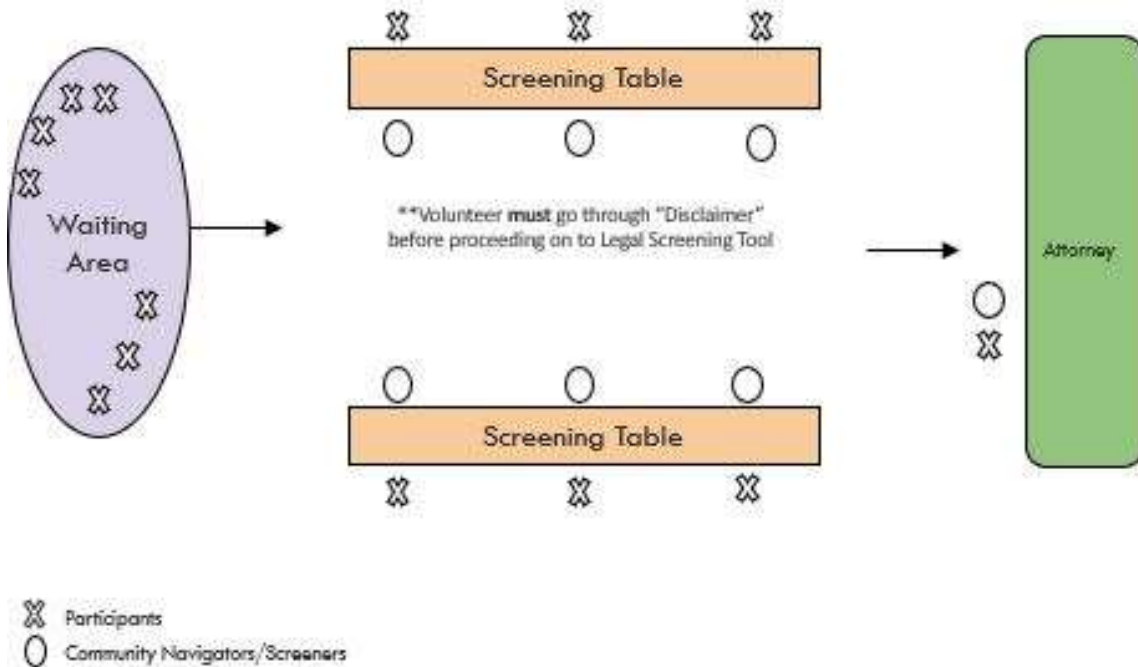 Screening Table
Waiting
Area
**Volunteer must go through "Disclaimer"
before proceeding on to Legal Screening Tool
Attorney
Screening Table
Participants
Community Navigators/Screeners